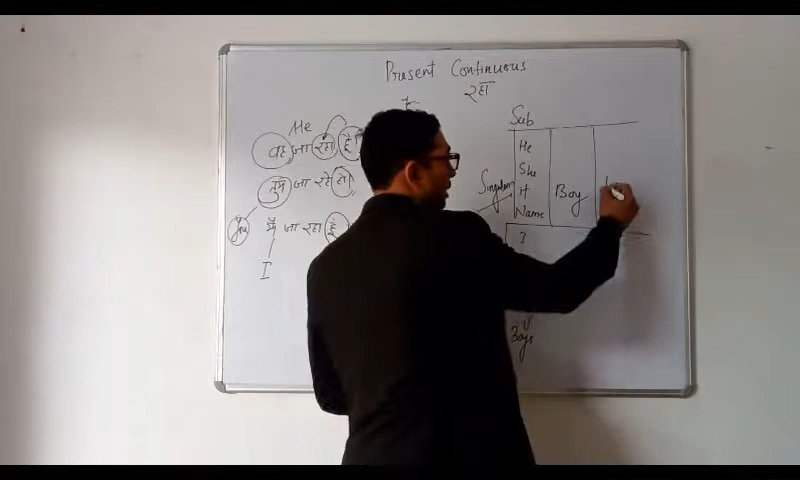 Present Continuous
रहा
He
वह जा रहा है
तुम जा रहे हो
You
मैं जा रहा हूँ
I
Sub
Singular
He
She
It
Name
Boy
I
Boys